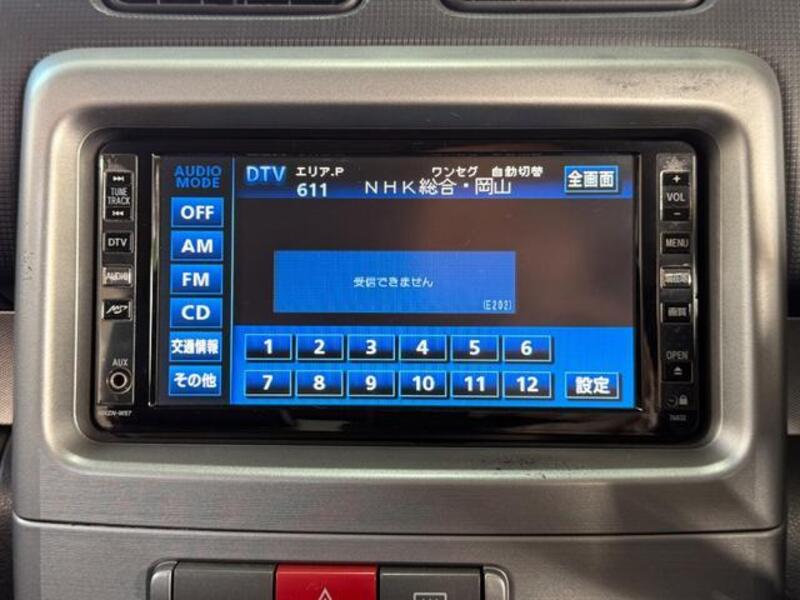 AUDIO
MODE
DTV エリア.P ワンセグ 自動切替
611 NHK総合・岡山
全画面
OFF
AM
FM
CD
交通情報
その他
受信できません
(E202)
1 2 3 4 5 6
7 8 9 10 11 12
設定
TUNE
TRACK
DTV
AUDIO
MAP
AUX
+
VOL
-
MENU
画質
OPEN